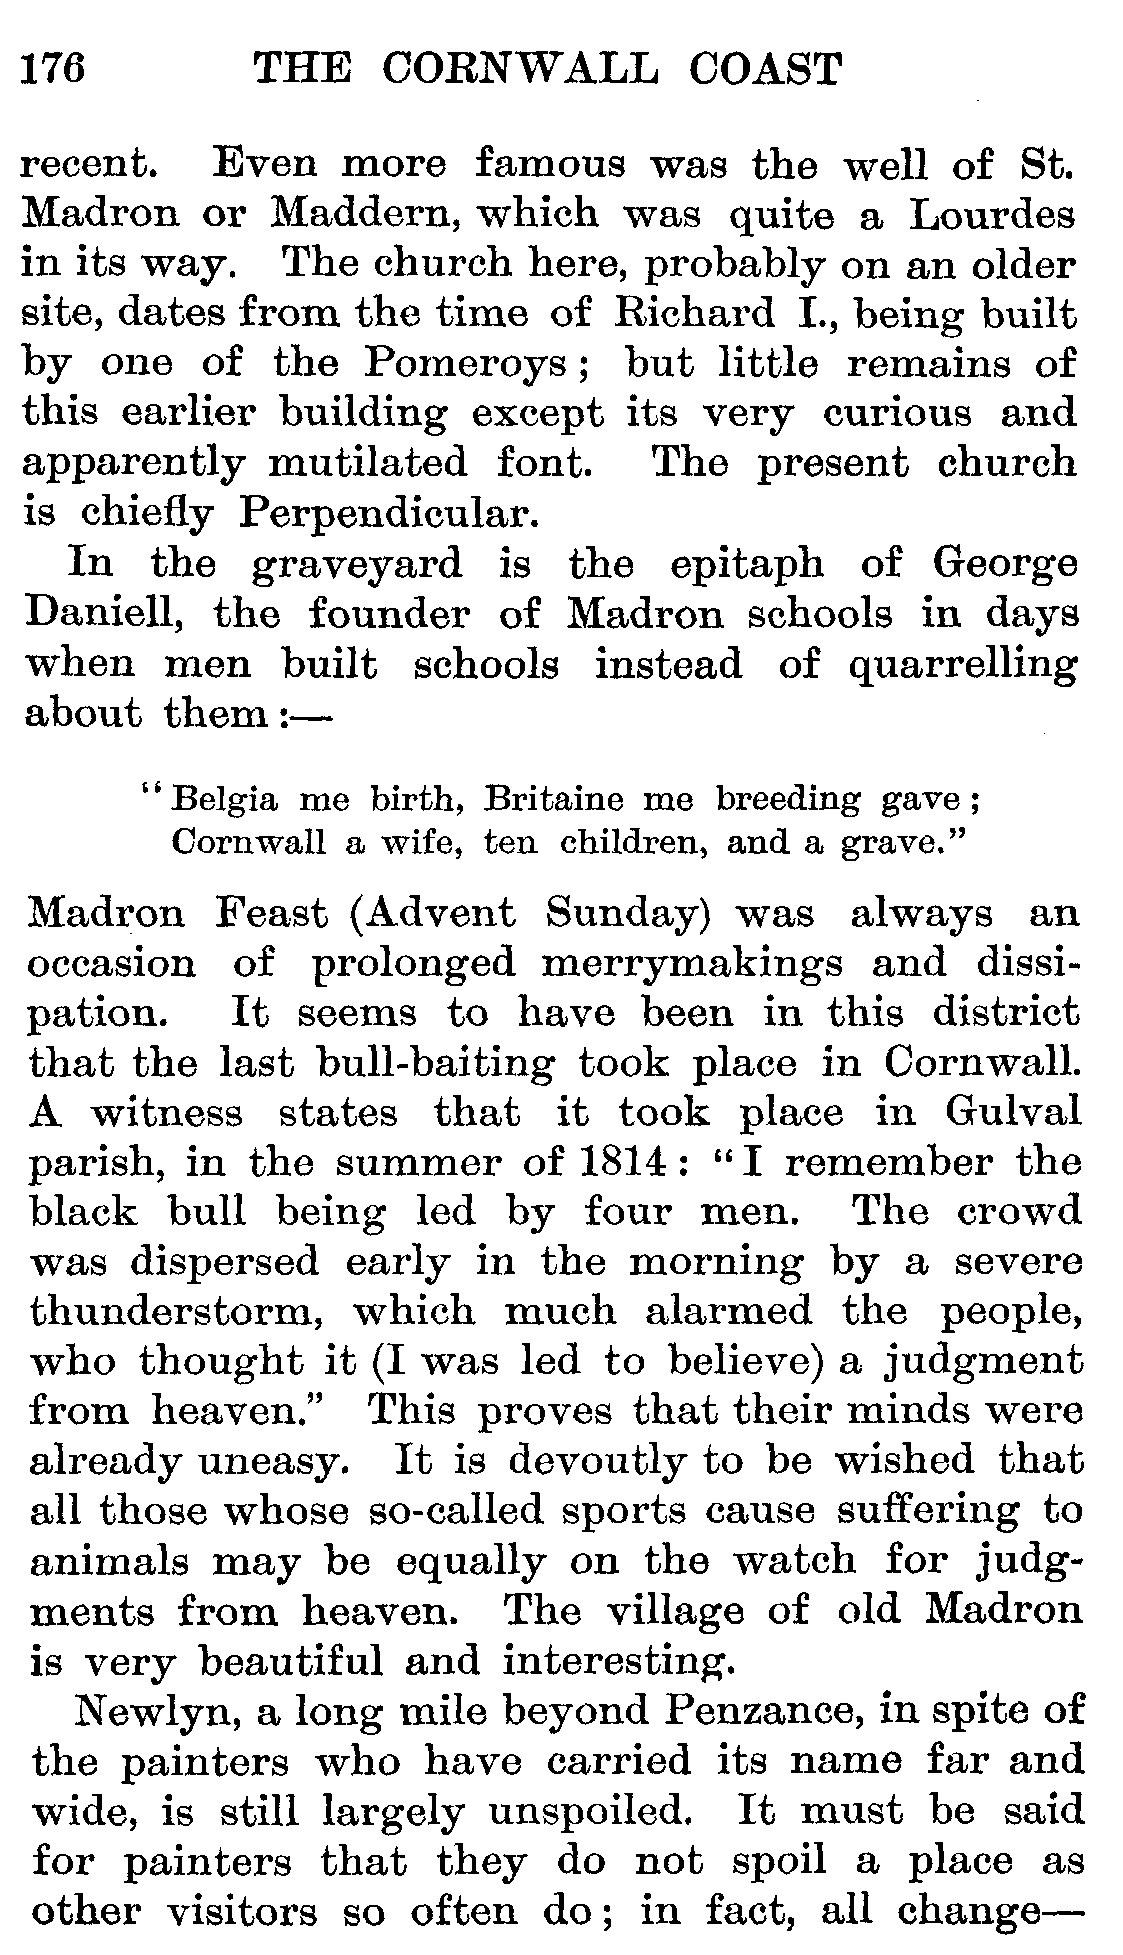 176 THE CORNWALL COAST
recent. Even more famous was the well of St.
Madron or Maddern, which was quite a Lourdes
in its way. The church here, probably on an older
site, dates from the time of Richard I., being built
by one of the Pomeroys; but little remains of
this earlier building except its very curious and
apparently mutilated font. The present church
is chiefly Perpendicular.
In the graveyard is the epitaph of George
Daniell, the founder of Madron schools in days
when men built schools instead of quarrelling
about them:—
"Belgia me birth, Britaine me breeding gave;
Cornwall a wife, ten children, and a grave."
Madron Feast (Advent Sunday) was always an
occasion of prolonged merrymakings and dissi-
pation. It seems to have been in this district
that the last bull-baiting took place in Cornwall.
A witness states that it took place in Gulval
parish, in the summer of 1814: "I remember the
black bull being led by four men. The crowd
was dispersed early in the morning by a severe
thunderstorm, which much alarmed the people,
who thought it (I was led to believe) a judgment
from heaven." This proves that their minds were
already uneasy. It is devoutly to be wished that
all those whose so-called sports cause suffering to
animals may be equally on the watch for judg-
ments from heaven. The village of old Madron
is very beautiful and interesting.
Newlyn, a long mile beyond Penzance, in spite of
the painters who have carried its name far and
wide, is still largely unspoiled. It must be said
for painters that they do not spoil a place as
other visitors so often do; in fact, all change—